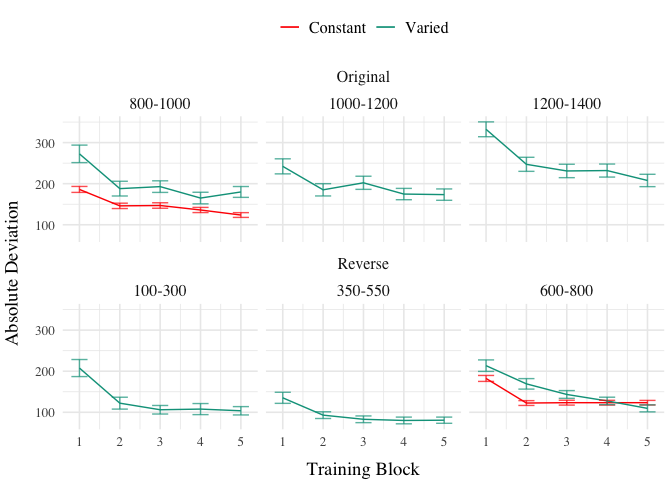 Constant Varied
Original
800-1000 1000-1200 1200-1400
300
200
100
Absolute Deviation
Reverse
100-300 350-550 600-800
300
200
100
1 2 3 4 5 1 2 3 4 5 1 2 3 4 5
Training Block